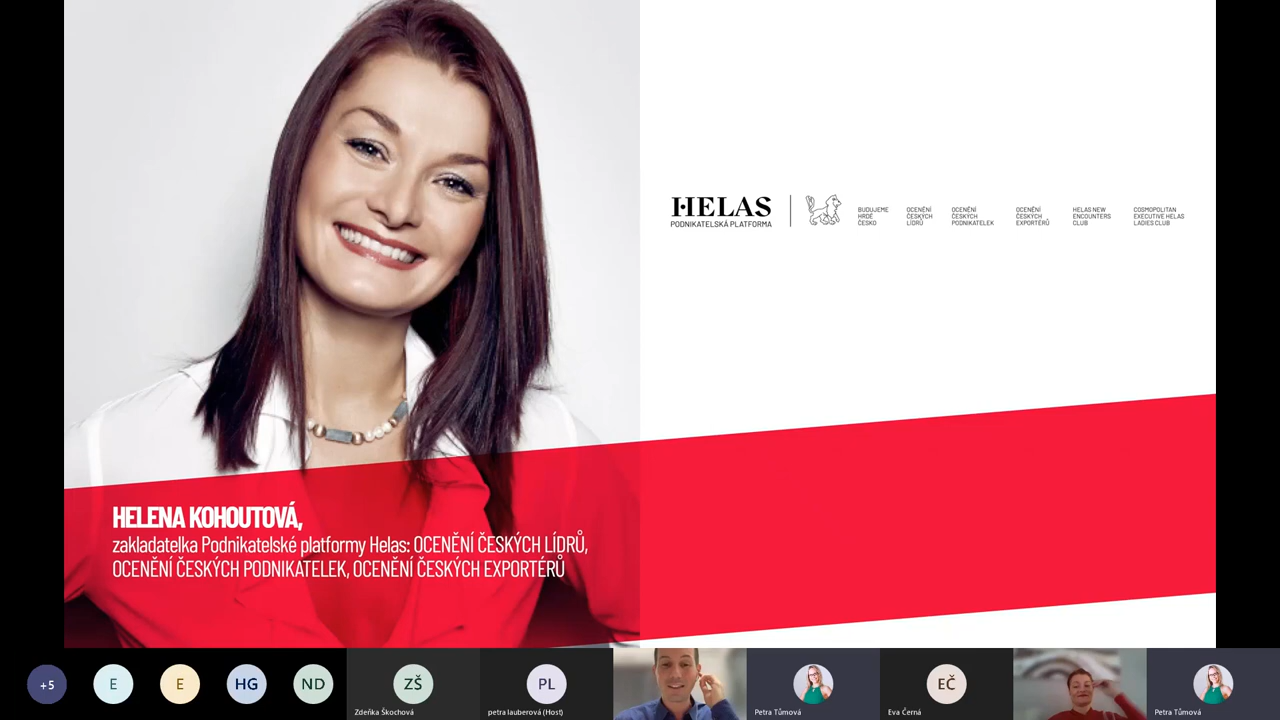 HELAS
PODNIKATELSKÁ PLATFORMA
BUDUJEME
HRDÉ
ČESKO
OCENĚNÍ
ČESKÝCH
LÍDRŮ
OCENĚNÍ
ČESKÝCH
PODNIKATELEK
OCENĚNÍ
ČESKÝCH
EXPORTÉRŮ
HELAS NEW
ENCOUNTERS
CLUB
COSMOPOLITAN
EXECUTIVE HELAS
LADIES CLUB
HELENA KOHOUTOVÁ,
zakladatelka Podnikatelské platformy Helas: OCENĚNÍ ČESKÝCH LÍDRŮ,
OCENĚNÍ ČESKÝCH PODNIKATELEK, OCENĚNÍ ČESKÝCH EXPORTÉRŮ
+5
E
E
HG
ND
ZŠ
Zdeňka Škochová
PL
petra lauberová (Host)
Petra Tůmová
EČ
Eva Černá
Petra Tůmová